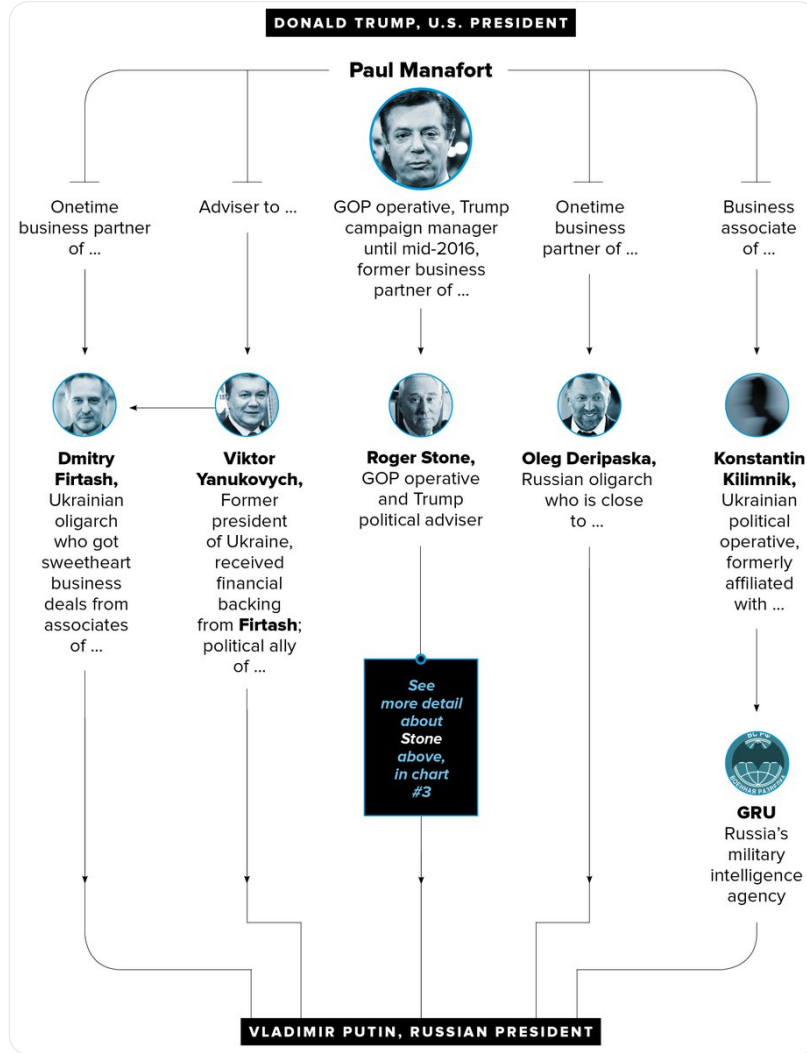 DONALD TRUMP, U.S. PRESIDENT
Paul Manafort
Onetime
business partner
of ...
Adviser to ...
GOP operative, Trump
campaign manager
until mid-2016,
former business
partner of ...
Onetime
business
partner of ...
Business
associate
of ...
Dmitry
Firtash,
Ukrainian
oligarch
who got
sweetheart
business
deals from
associates
of ...
Viktor
Yanukovych,
Former
president
of Ukraine,
received
financial
backing
from Firtash;
political ally
of ...
Roger Stone,
GOP operative
and Trump
political adviser
See
more detail
about
Stone
above,
in chart
#3
Oleg Deripaska,
Russian oligarch
who is close
to ...
Konstantin
Kilimnik,
Ukrainian
political
operative,
formerly
affiliated
with ...
ВС РФ
ВОЕННАЯ РАЗВЕДКА
GRU
Russia's
military
intelligence
agency
VLADIMIR PUTIN, RUSSIAN PRESIDENT